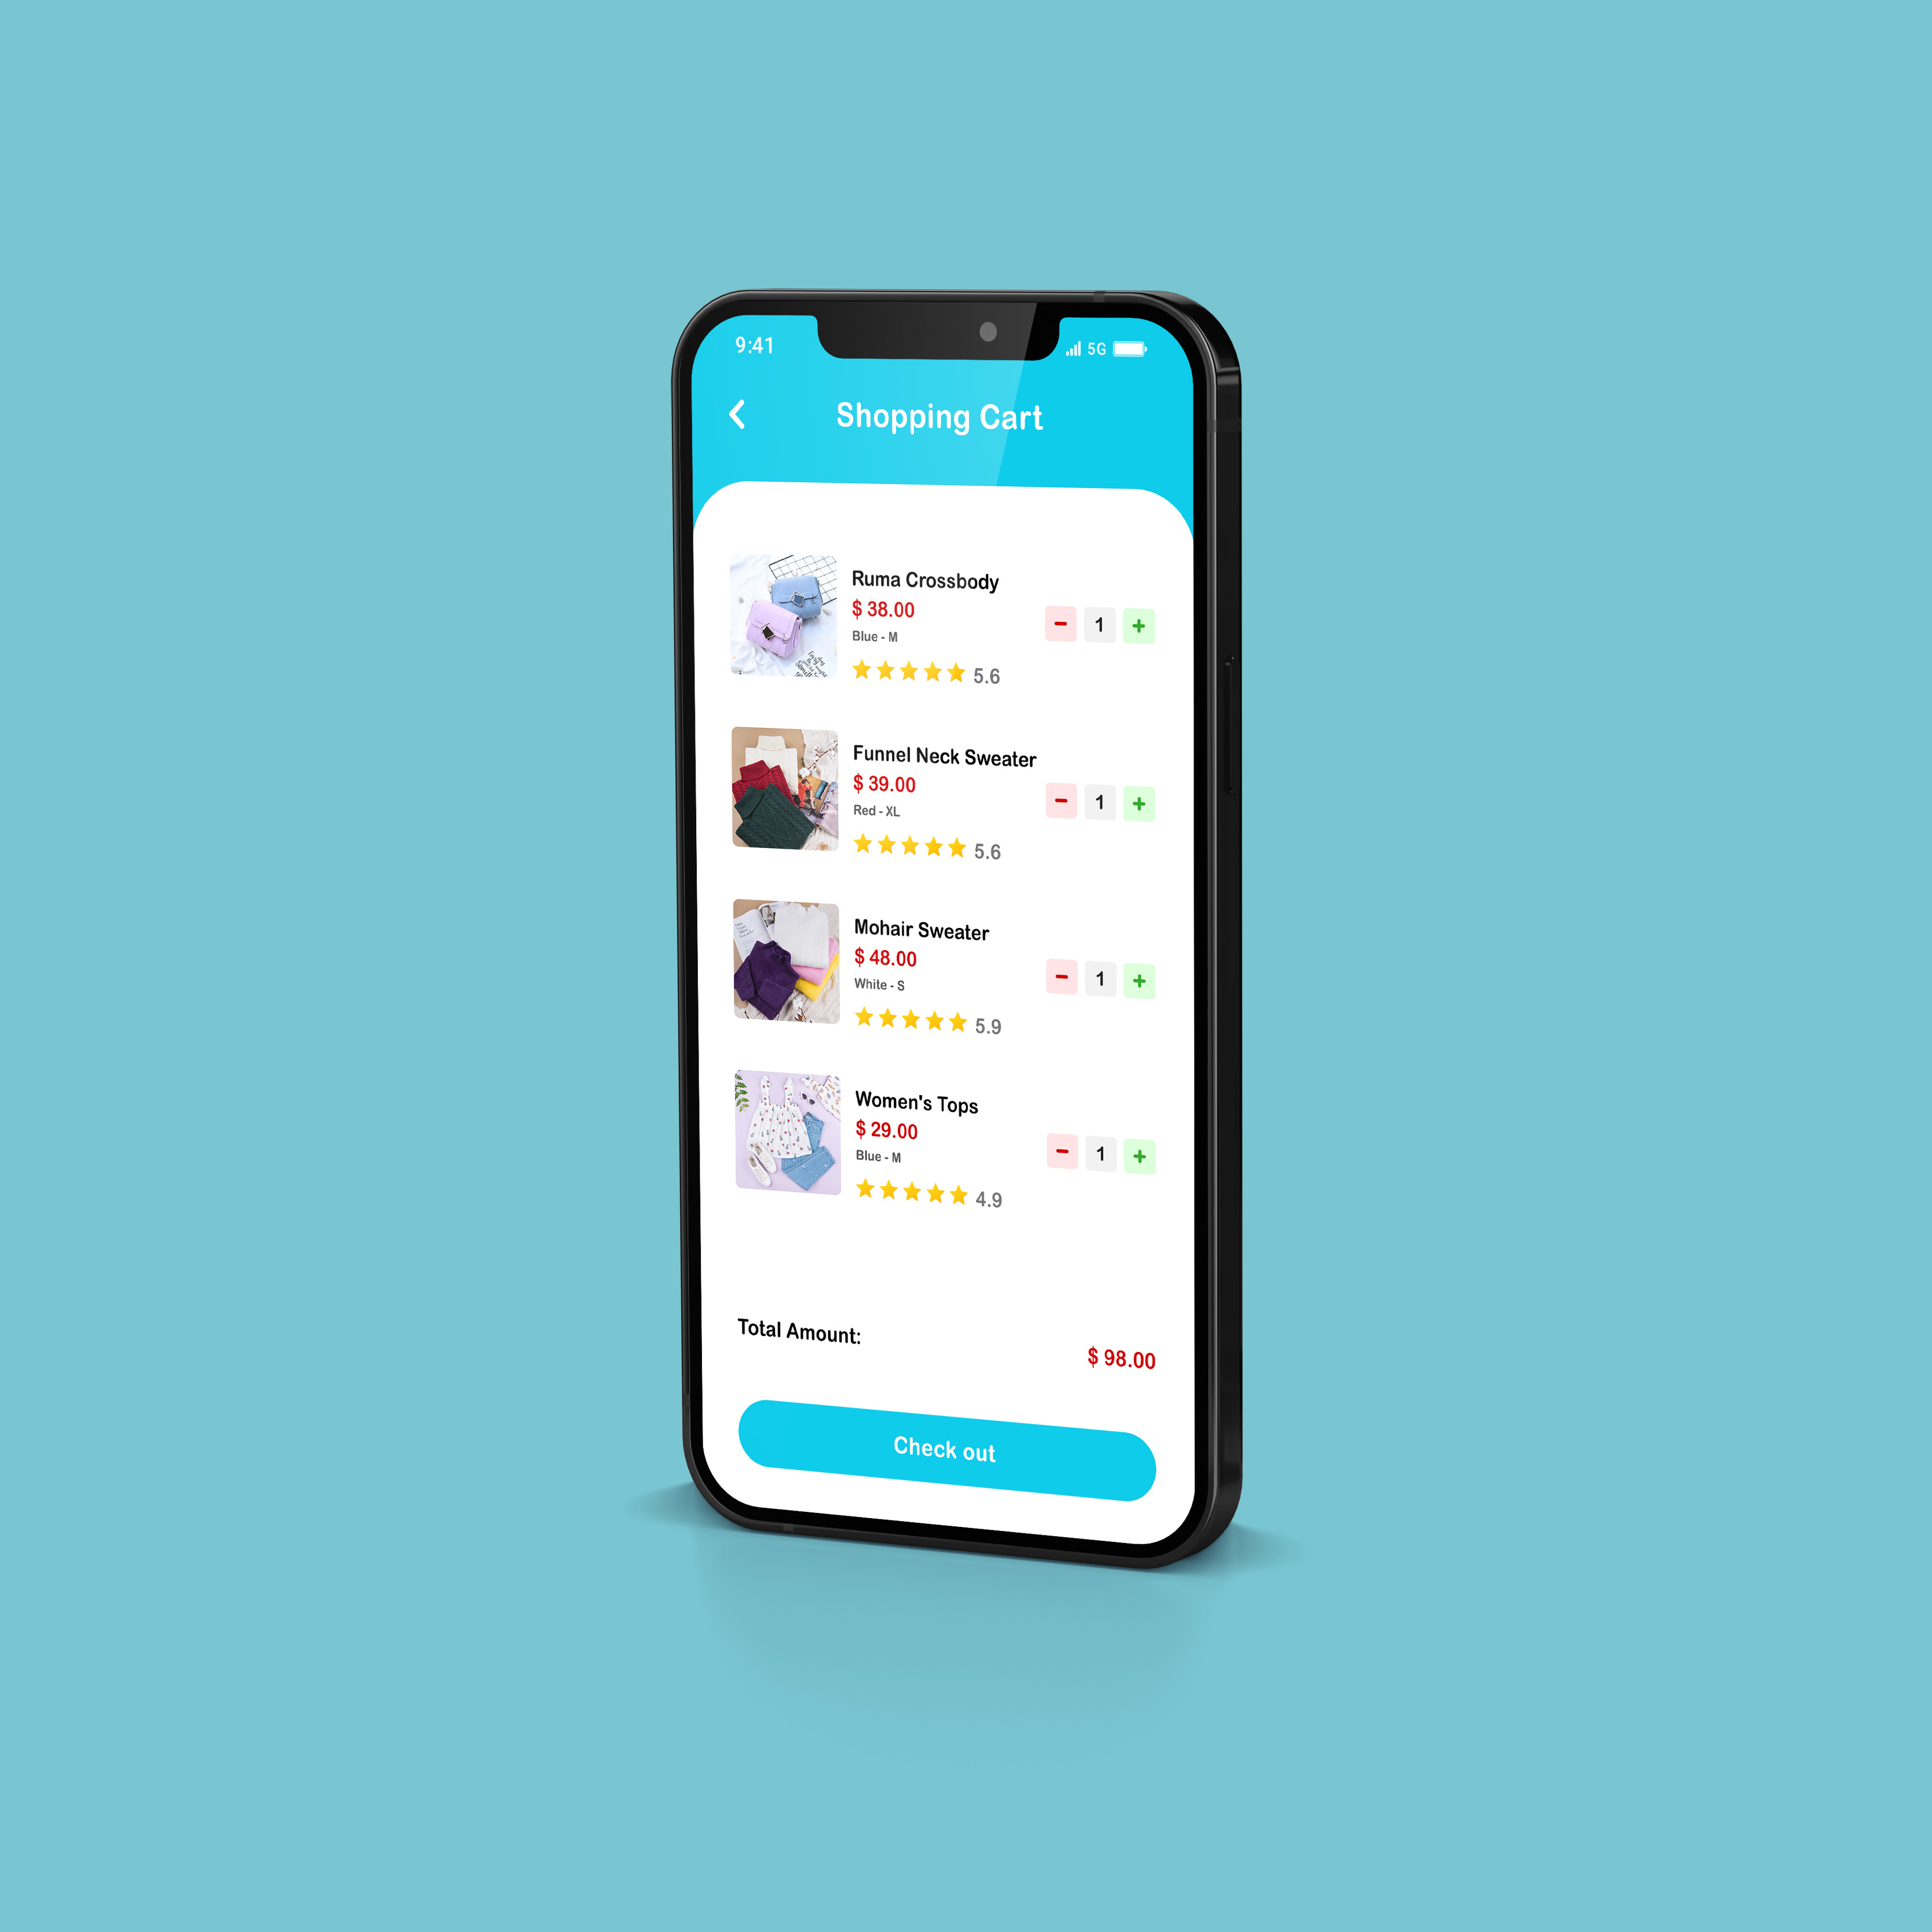 9:41
5G
Shopping Cart
Ruma Crossbody
$ 38.00
Blue - M
1
5.6
Funnel Neck Sweater
$ 39.00
Red - XL
1
5.6
Mohair Sweater
$ 48.00
White - S
1
5.9
Women's Tops
$ 29.00
Blue - M
1
4.9
Total Amount:
$ 98.00
Check out